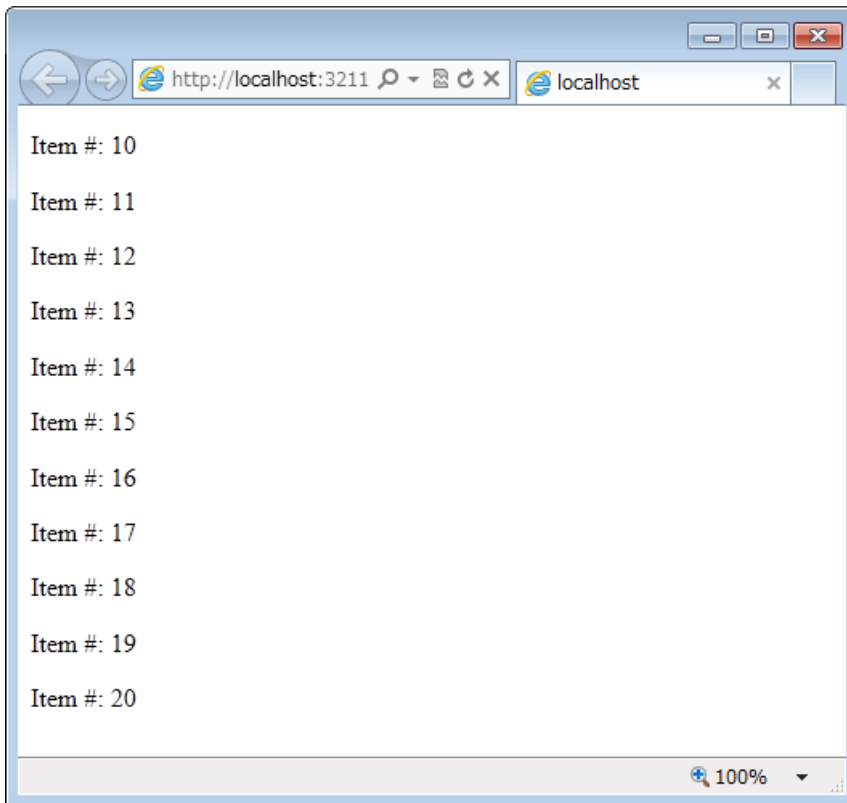 http://localhost:3211
localhost
Item #: 10
Item #: 11
Item #: 12
Item #: 13
Item #: 14
Item #: 15
Item #: 16
Item #: 17
Item #: 18
Item #: 19
Item #: 20
100%